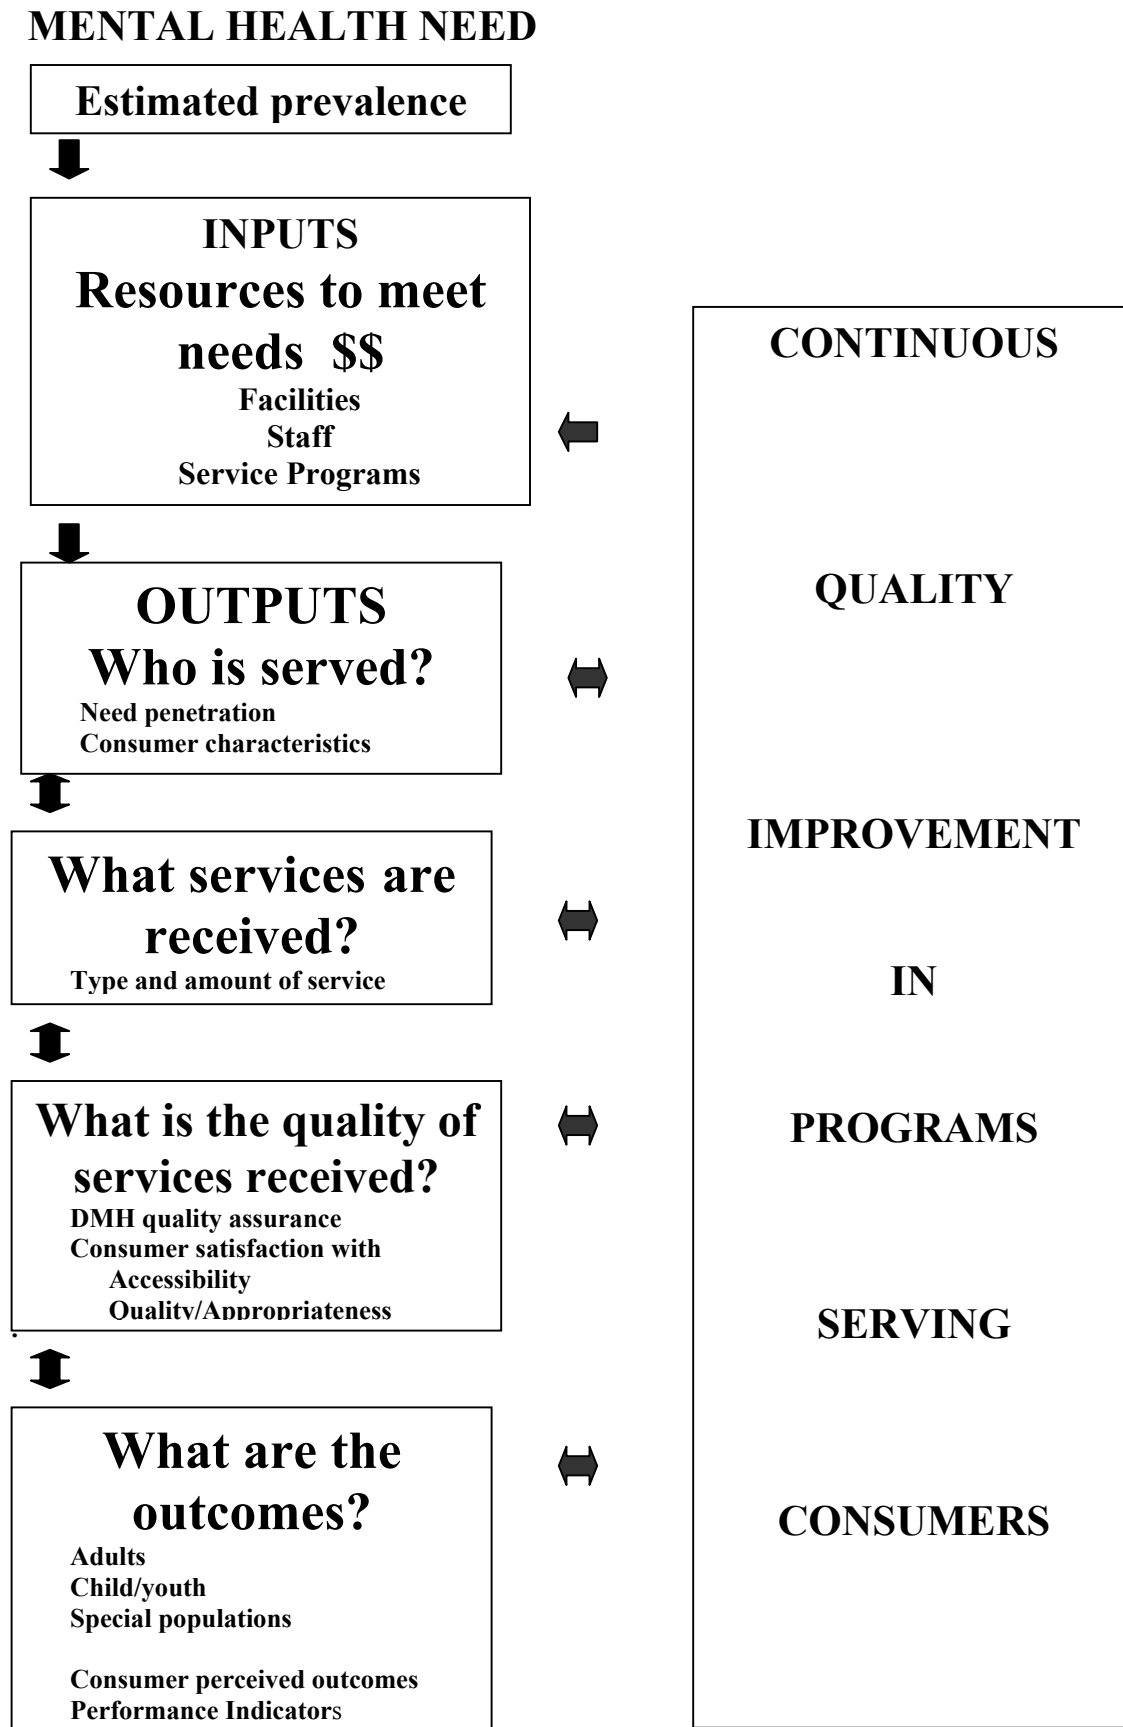 MENTAL HEALTH NEED
Estimated prevalence
INPUTS
Resources to meet
needs $$
Facilities
Staff
Service Programs
OUTPUTS
Who is served?
Need penetration
Consumer characteristics
What services are
received?
Type and amount of service
What is the quality of
services received?
DMH quality assurance
Consumer satisfaction with
Accessibility
Quality/Appropriateness
.
What are the
outcomes?
Adults
Child/youth
Special populations
Consumer perceived outcomes
Performance Indicators
CONTINUOUS
QUALITY
IMPROVEMENT
IN
PROGRAMS
SERVING
CONSUMERS